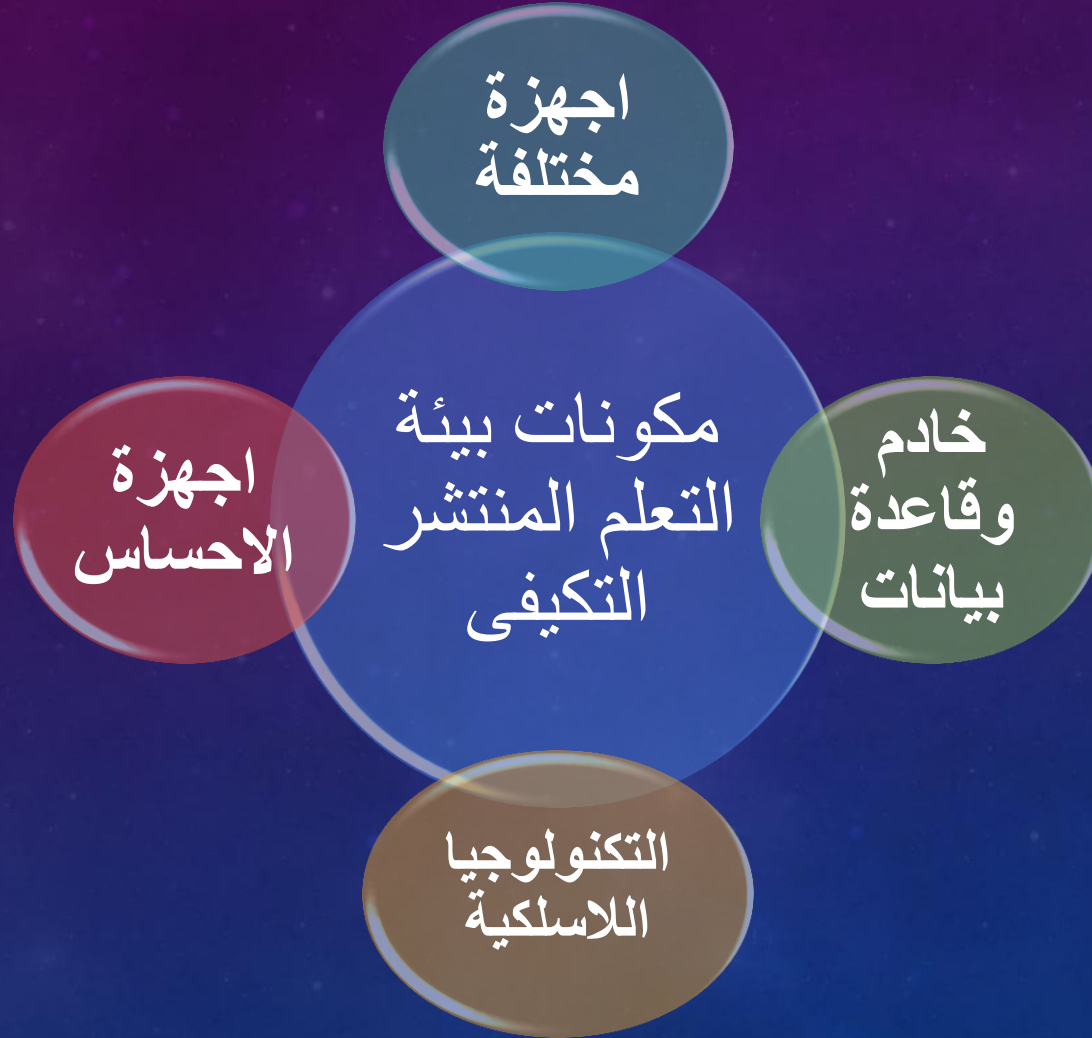 اجهزة
مختلفة
مكونات بيئة
التعلم المنتشر
التكيفى
خادم
وقاعدة
بيانات
اجهزة
الاحساس
التكنولوجيا
اللاسلكية